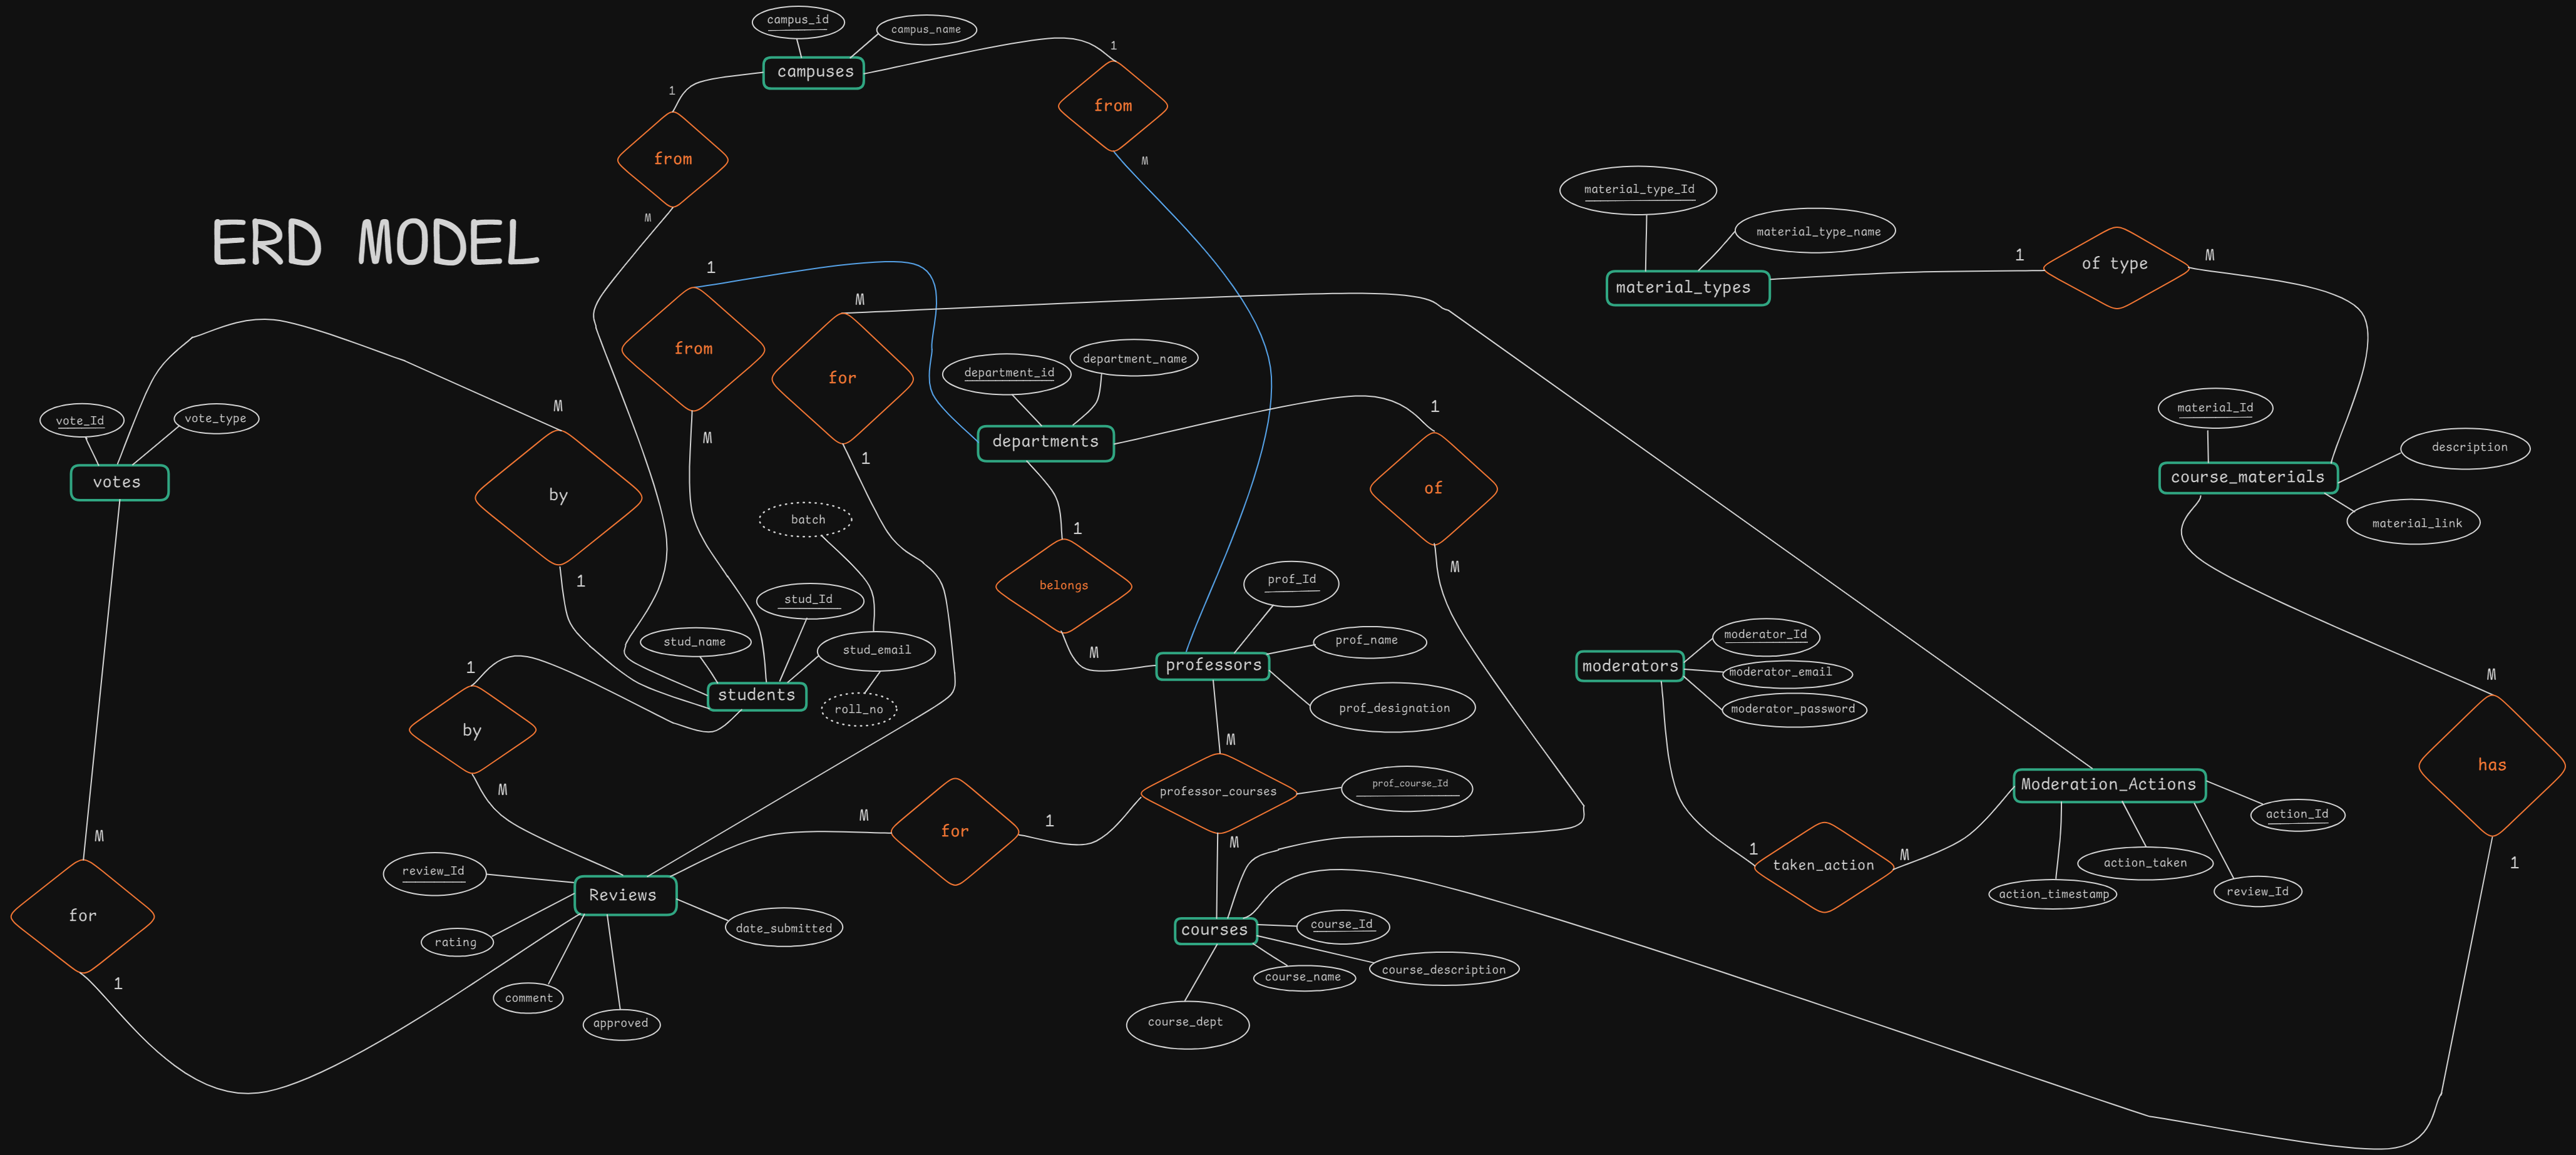 campus_id
campus_name
campuses
1
1
from
M
from
M
ERD MODEL
material_type_Id
material_type_name
material_types
1
of type
M
1
from
M
M
for
1
department_id
department_name
departments
1
of
M
vote_Id
vote_type
votes
M
by
1
material_Id
description
course_materials
material_link
batch
1
belongs
M
prof_Id
prof_name
professors
prof_designation
stud_Id
stud_name
stud_email
students
roll_no
moderator_Id
moderators
moderator_email
moderator_password
1
by
M
M
professor_courses
prof_course_Id
M
M
has
1
Moderation_Actions
action_Id
action_taken
action_timestamp
review_Id
1
taken_action
M
M
for
1
M
for
1
review_Id
Reviews
rating
date_submitted
comment
approved
courses
course_Id
course_name
course_description
course_dept